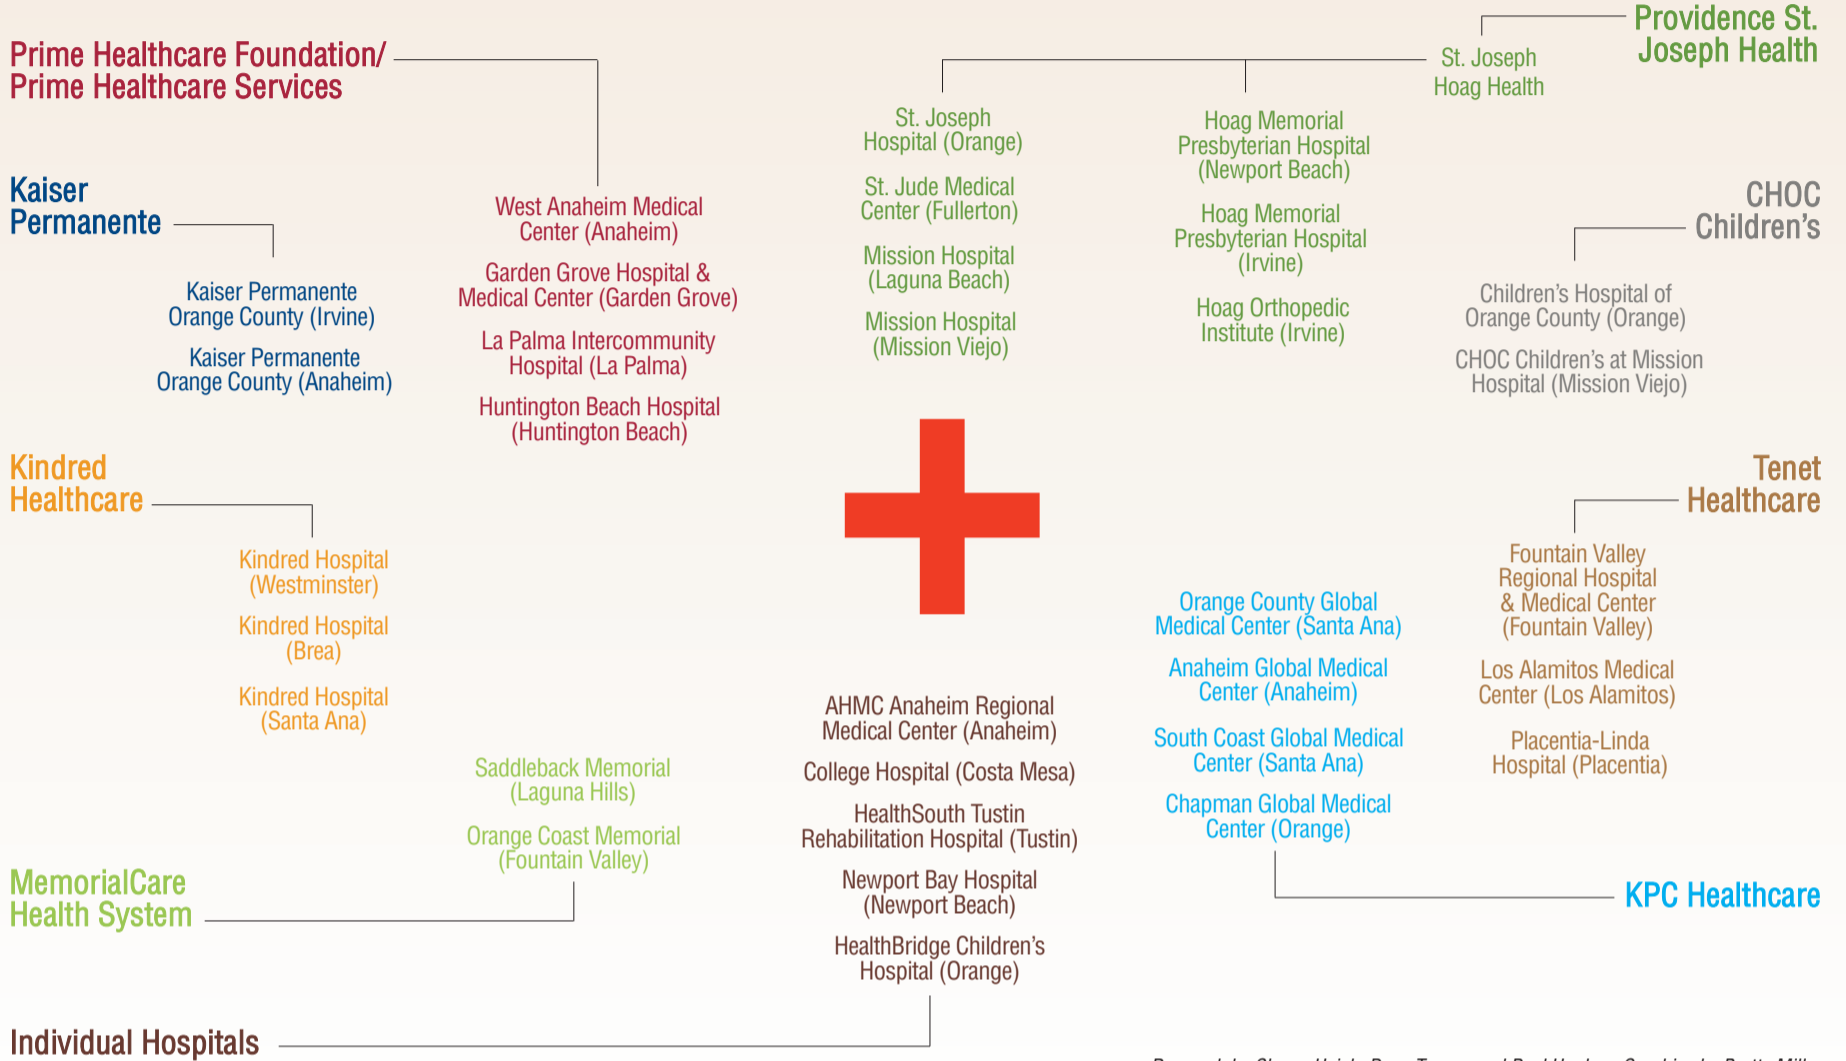 Prime Healthcare Foundation/
Prime Healthcare Services
West Anaheim Medical
Center (Anaheim)
Garden Grove Hospital &
Medical Center (Garden Grove)
La Palma Intercommunity
Hospital (La Palma)
Huntington Beach Hospital
(Huntington Beach)
Providence St.
Joseph Health
St. Joseph
Hoag Health
St. Joseph
Hospital (Orange)
St. Jude Medical
Center (Fullerton)
Mission Hospital
(Laguna Beach)
Mission Hospital
(Mission Viejo)
Hoag Memorial
Presbyterian Hospital
(Newport Beach)
Hoag Memorial
Presbyterian Hospital
(Irvine)
Hoag Orthopedic
Institute (Irvine)
Kaiser
Permanente
Kaiser Permanente
Orange County (Irvine)
Kaiser Permanente
Orange County (Anaheim)
CHOC
Children’s
Children’s Hospital of
Orange County (Orange)
CHOC Children’s at Mission
Hospital (Mission Viejo)
Kindred
Healthcare
Kindred Hospital
(Westminster)
Kindred Hospital
(Brea)
Kindred Hospital
(Santa Ana)
Tenet
Healthcare
Fountain Valley
Regional Hospital
& Medical Center
(Fountain Valley)
Los Alamitos Medical
Center (Los Alamitos)
Placentia-Linda
Hospital (Placentia)
Orange County Global
Medical Center (Santa Ana)
Anaheim Global Medical
Center (Anaheim)
South Coast Global Medical
Center (Santa Ana)
Chapman Global Medical
Center (Orange)
KPC Healthcare
Saddleback Memorial
(Laguna Hills)
Orange Coast Memorial
(Fountain Valley)
MemorialCare
Health System
AHMC Anaheim Regional
Medical Center (Anaheim)
College Hospital (Costa Mesa)
HealthSouth Tustin
Rehabilitation Hospital (Tustin)
Newport Bay Hospital
(Newport Beach)
HealthBridge Children’s
Hospital (Orange)
Individual Hospitals